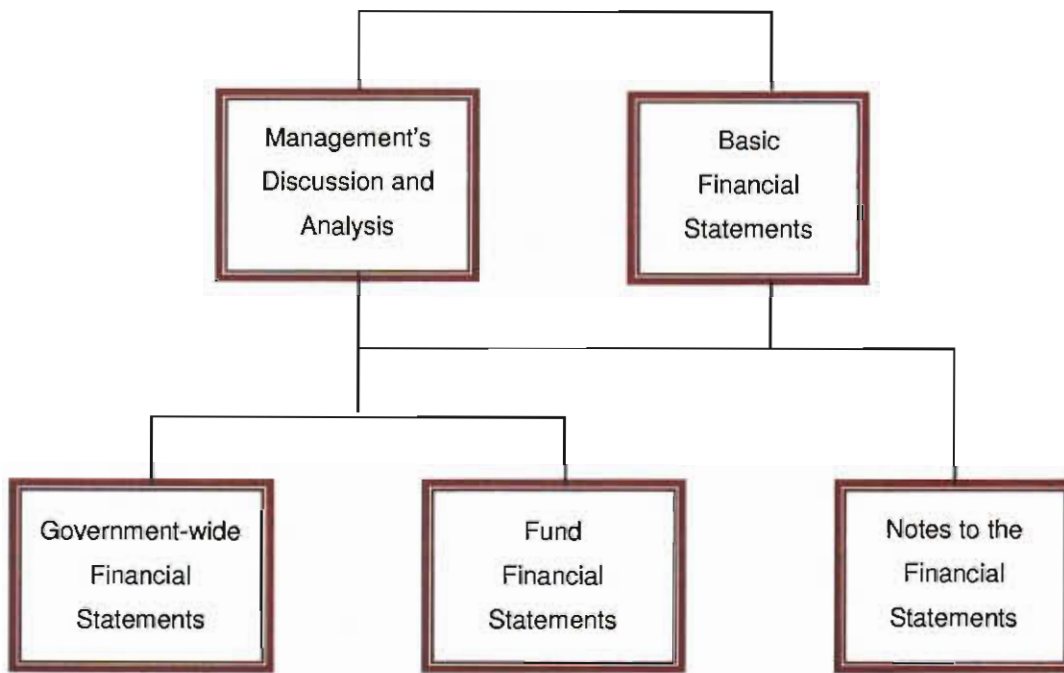 Management's
Discussion and
Analysis
Basic
Financial
Statements
Government-wide
Financial
Statements
Fund
Financial
Statements
Notes to the
Financial
Statements